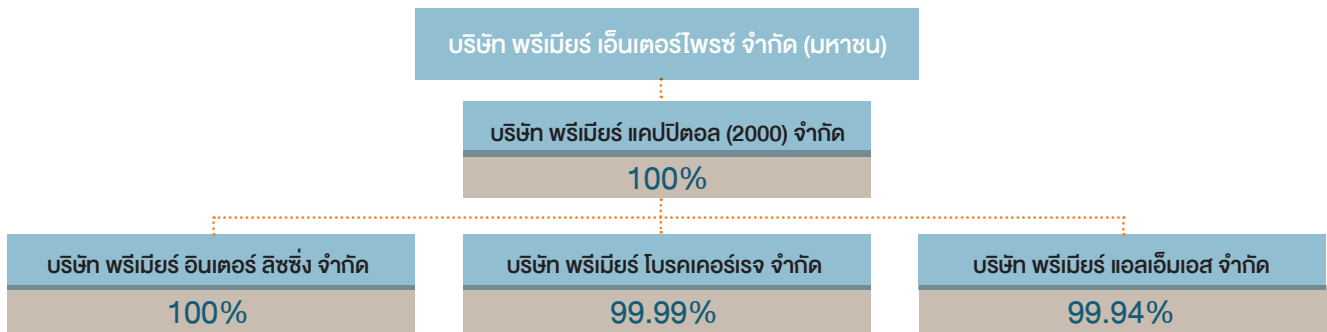 บริษัท พรีเมียร์ เอ็นเตอร์ไพรซ์ จำกัด (มหาชน)
บริษัท พรีเมียร์ แคปปิตอล (2000) จำกัด
100%
บริษัท พรีเมียร์ อินเตอร์ ลิซซิ่ง จำกัด
บริษัท พรีเมียร์ โบรคเคอร์เรจ จำกัด
บริษัท พรีเมียร์ แอลเอ็มเอส จำกัด
100%
99.99%
99.94%